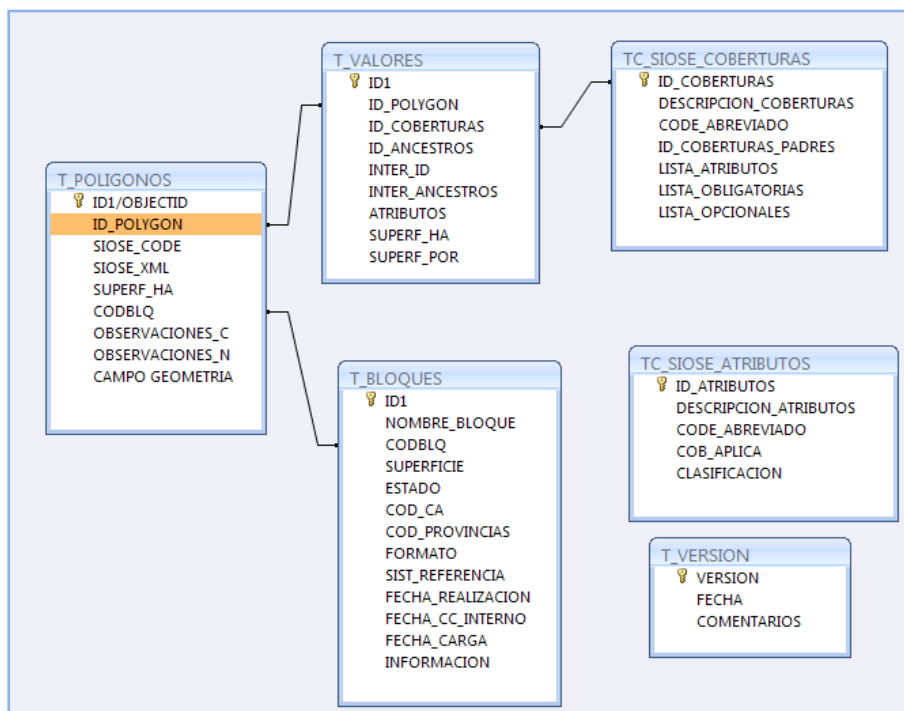 T_POLIGONOS
ID1/OBJECTID
ID_POLYGON
SIOSE_CODE
SIOSE_XML
SUPERF_HA
CODBLQ
OBSERVACIONES_C
OBSERVACIONES_N
CAMPO GEOMETRIA
T_VALORES
ID1
ID_POLYGON
ID_COBERTURAS
ID_ANCESTROS
INTER_ID
INTER_ANCESTROS
ATRIBUTOS
SUPERF_HA
SUPERF_POR
TC_SIOSE_COBERTURAS
ID_COBERTURAS
DESCRIPCION_COBERTURAS
CODE_ABREVIADO
ID_COBERTURAS_PADRES
LISTA_ATRIBUTOS
LISTA_OBLIGATORIAS
LISTA_OPCIONALES
T_BLOQUES
ID1
NOMBRE_BLOQUE
CODBLQ
SUPERFICIE
ESTADO
COD_CA
COD_PROVINCIAS
FORMATO
SIST_REFERENCIA
FECHA_REALIZACION
FECHA_CC_INTERNO
FECHA_CARGA
INFORMACION
TC_SIOSE_ATRIBUTOS
ID_ATRIBUTOS
DESCRIPCION_ATRIBUTOS
CODE_ABREVIADO
COB_APLICA
CLASIFICACION
T_VERSION
VERSION
FECHA
COMENTARIOS